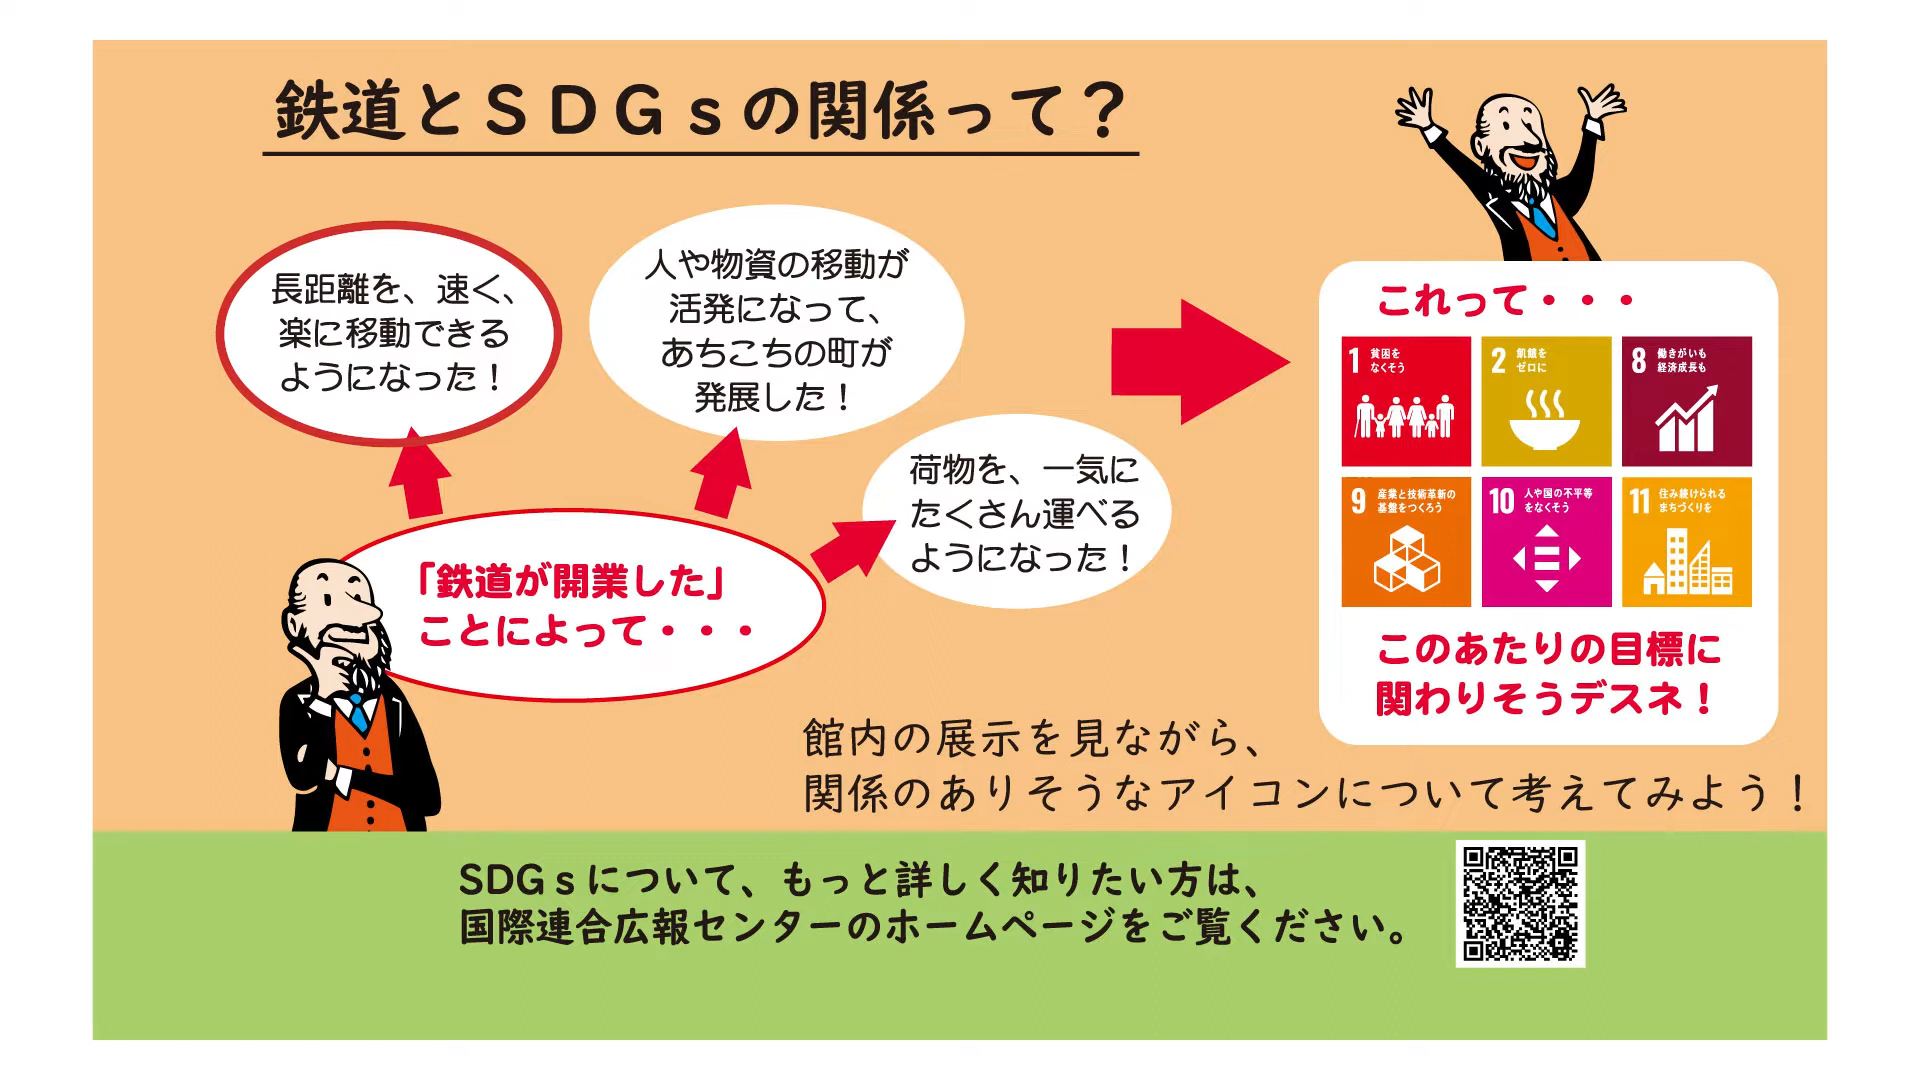 鉄道とＳＤＧｓの関係って？
長距離を、速く、
楽に移動できる
ようになった！
人や物資の移動が
活発になって、
あちこちの町が
発展した！
荷物を、一気に
たくさん運べる
ようになった！
「鉄道が開業した」
ことによって・・・
これって・・・
1 貧困を
なくそう
2 飢餓を
ゼロに
8 働きがいも
経済成長も
9 産業と技術革新の
基盤をつくろう
10 人や国の不平等
をなくそう
11 住み続けられる
まちづくりを
このあたりの目標に
関わりそうデスネ！
館内の展示を見ながら、
関係のありそうなアイコンについて考えてみよう！
SDGｓについて、もっと詳しく知りたい方は、
国際連合広報センターのホームページをご覧ください。